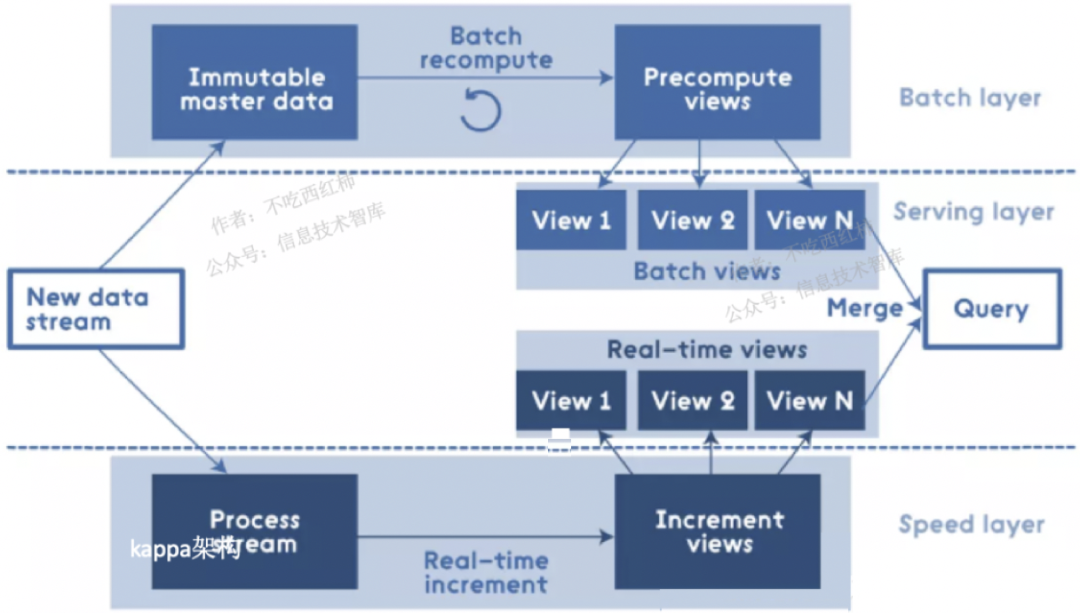 Batch
recompute
Immutable
master data
Precompute
views
Batch layer
作者：不吃西红柿
公众号：信息技术智库
View 1
View 2
View N
Serving layer
Batch views
作者：不吃西红柿
公众号：信息技术智库
New data
stream
Merge
Query
Real-time views
View 1
View 2
View N
Process
stream
kappa架构
Increment
views
Speed layer
Real-time
increment